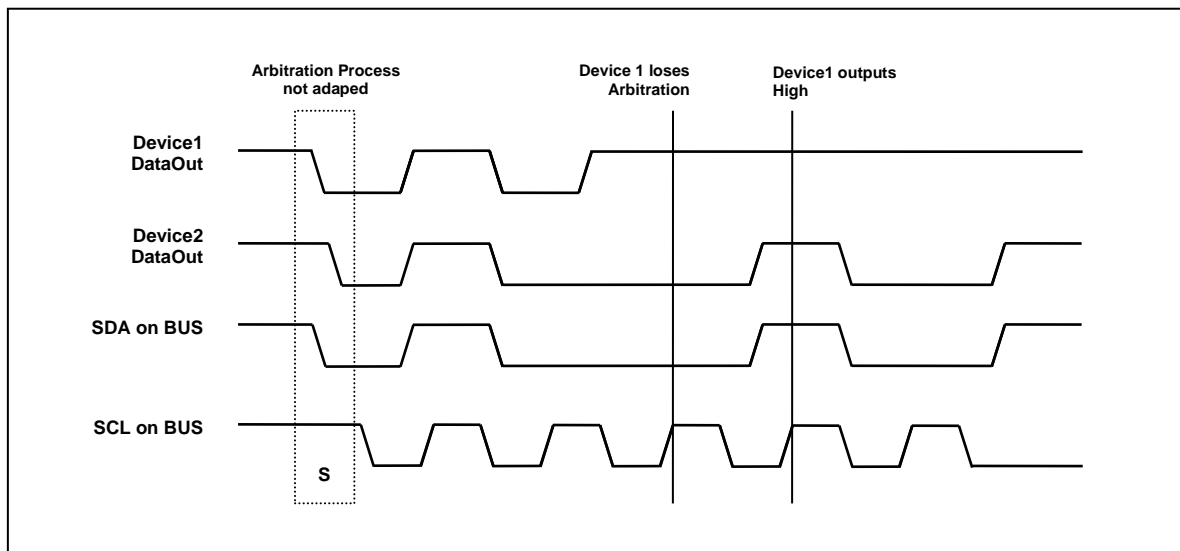 Arbitration Process
not adaped
Device 1 loses
Arbitration
Device1 outputs
High
Device1
DataOut
Device2
DataOut
SDA on BUS
SCL on BUS
S